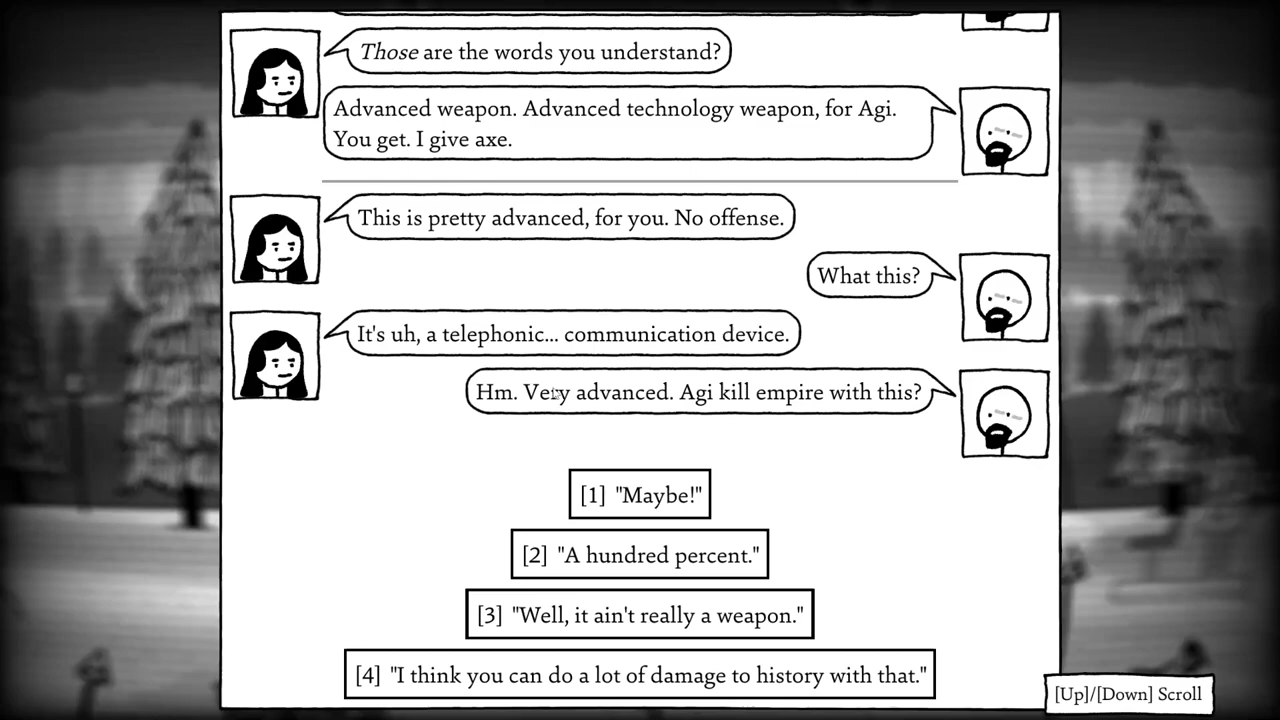 Those are the words you understand?
Advanced weapon. Advanced technology weapon, for Agi.
You get. I give axe.
This is pretty advanced, for you. No offense.
What this?
It's uh, a telephonic... communication device.
Hm. Very advanced. Agi kill empire with this?
[1] "Maybe!"
[2] "A hundred percent."
[3] "Well, it ain't really a weapon."
[4] "I think you can do a lot of damage to history with that."
[Up]/[Down] Scroll